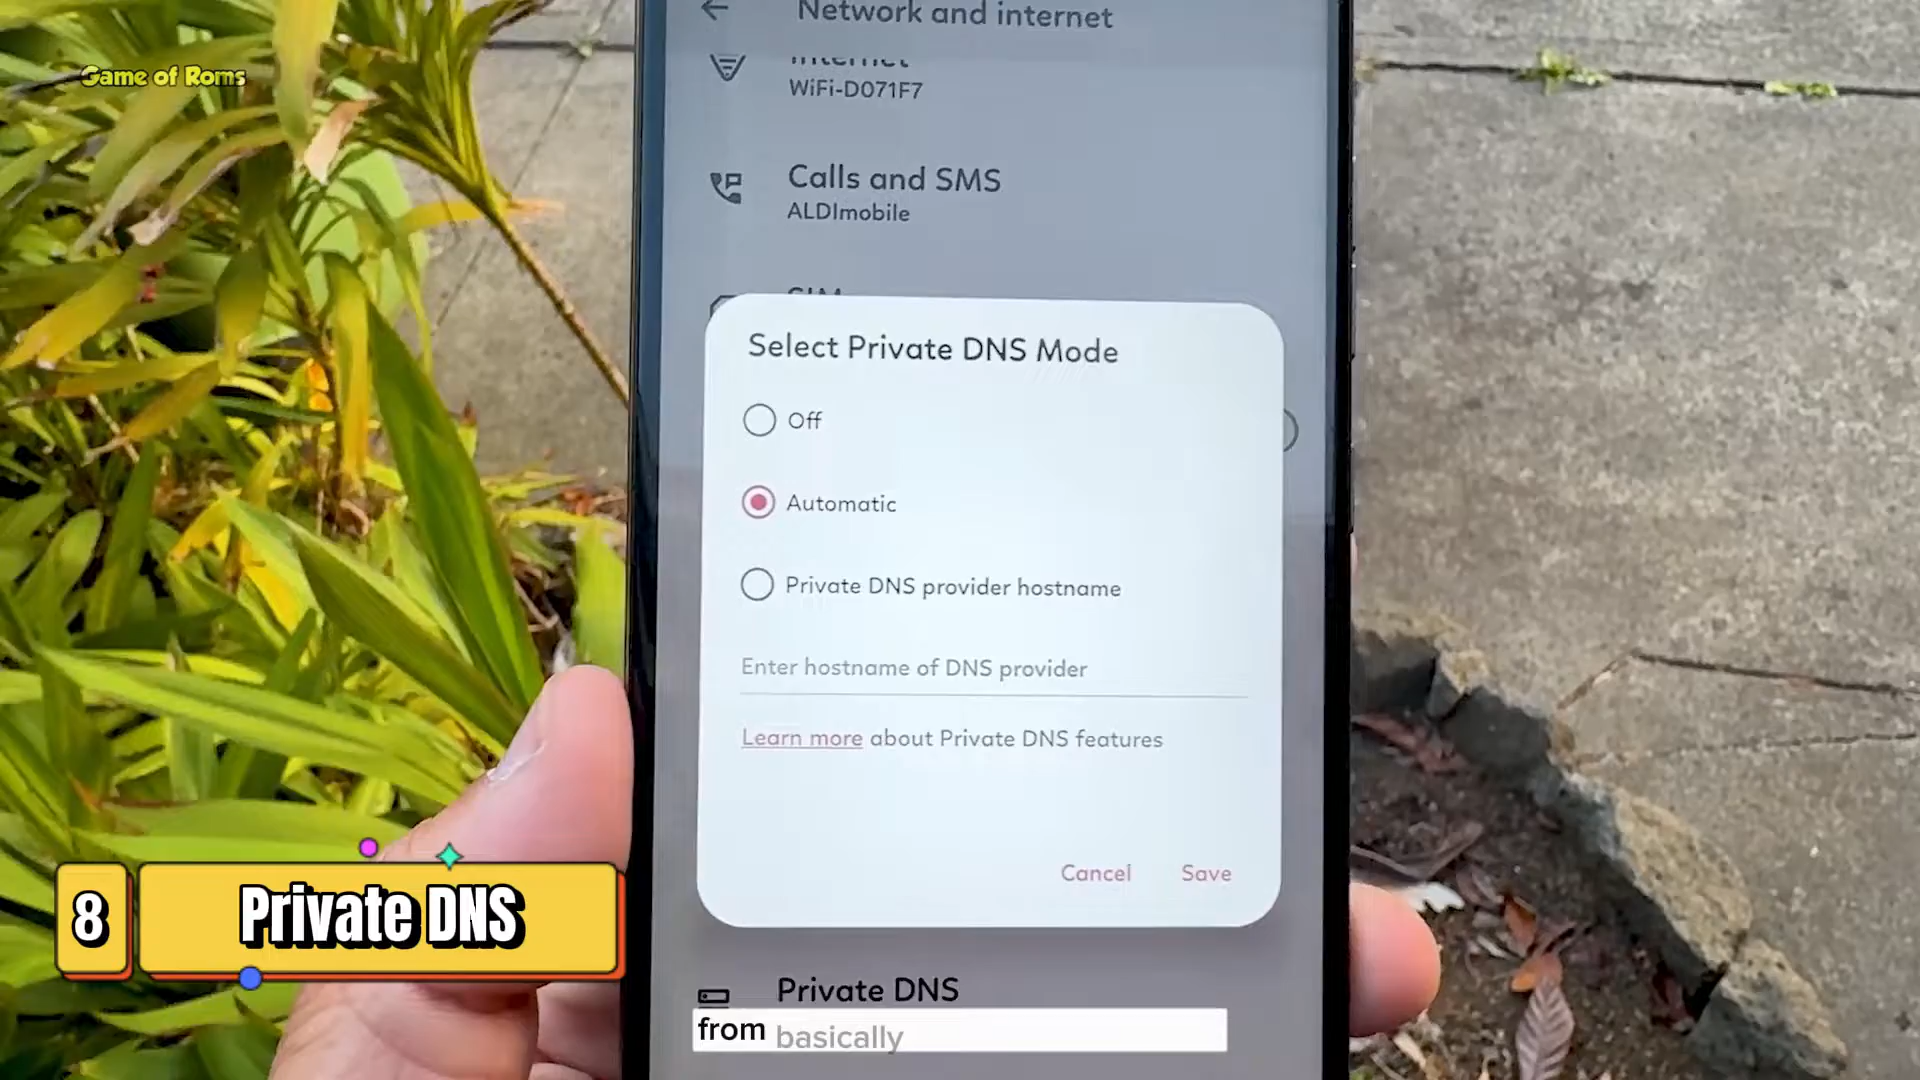 Game of Roms
Network and internet
Internet
WiFi-D071F7
Calls and SMS
ALDImobile
Select Private DNS Mode
Off
Automatic
Private DNS provider hostname
Enter hostname of DNS provider
Learn more about Private DNS features
Cancel
Save
8
Private DNS
Private DNS
from basically